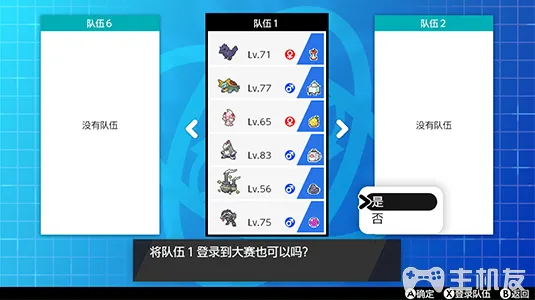 队伍6
没有队伍
队伍1
Lv.71
Lv.77
Lv.65
Lv.83
Lv.56
Lv.75
队伍2
没有队伍
是
否
将队伍1登录到大赛也可以吗?
A确定 X登录队伍 B返回
主机友